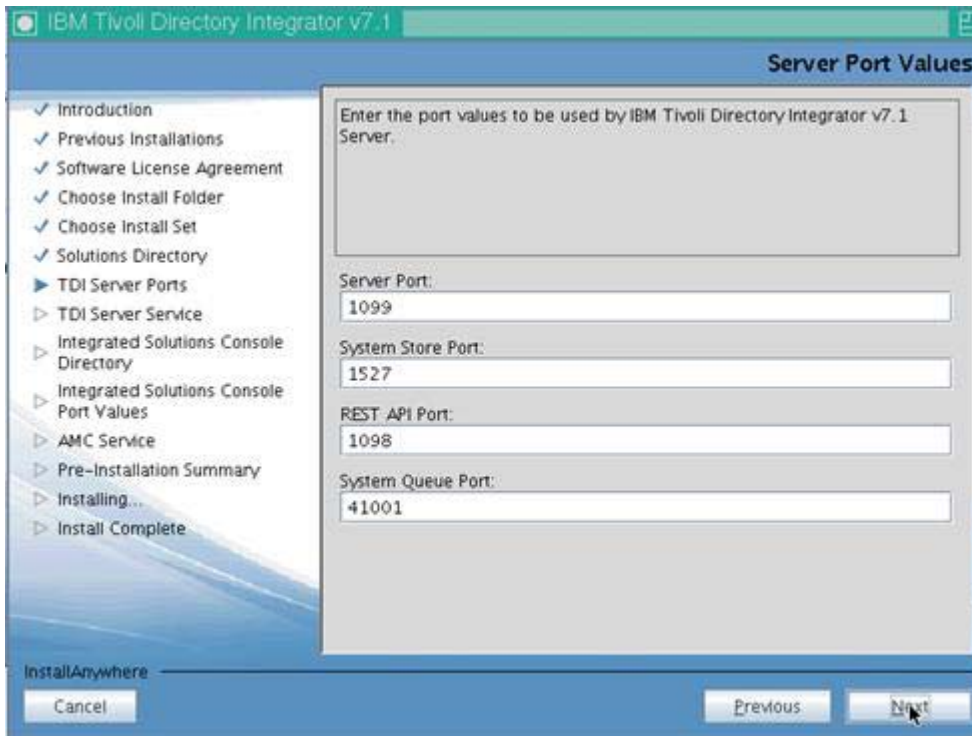 IBM Tivoli Directory Integrator v7.1
Server Port Values
Introduction
Previous Installations
Software License Agreement
Choose Install Folder
Choose Install Set
Solutions Directory
TDI Server Ports
TDI Server Service
Integrated Solutions Console
Directory
Integrated Solutions Console
Port Values
AMC Service
Pre-Installation Summary
Installing...
Install Complete
Enter the port values to be used by IBM Tivoli Directory Integrator v7.1
Server.
Server Port:
1099
System Store Port:
1527
REST API Port:
1098
System Queue Port:
41001
InstallAnywhere
Cancel
Previous
Next